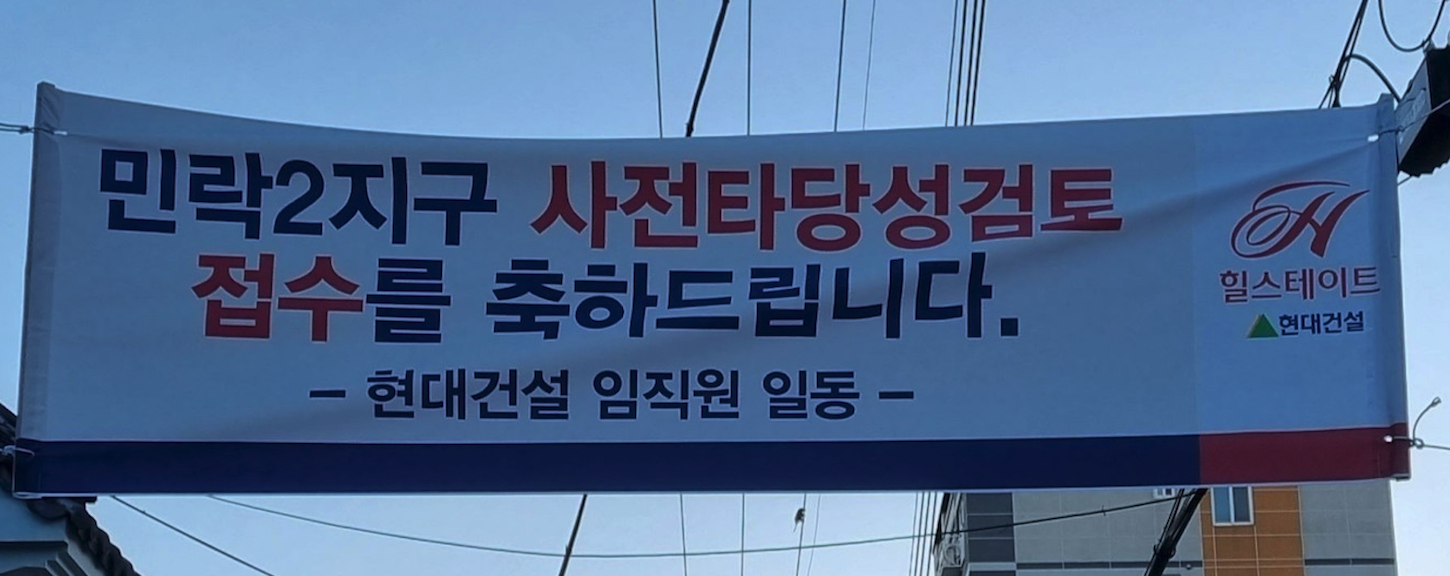 민락2지구 사전타당성검토
접수를 축하드립니다.
- 현대건설 임직원 일동 -
H
힐스테이트
현대건설